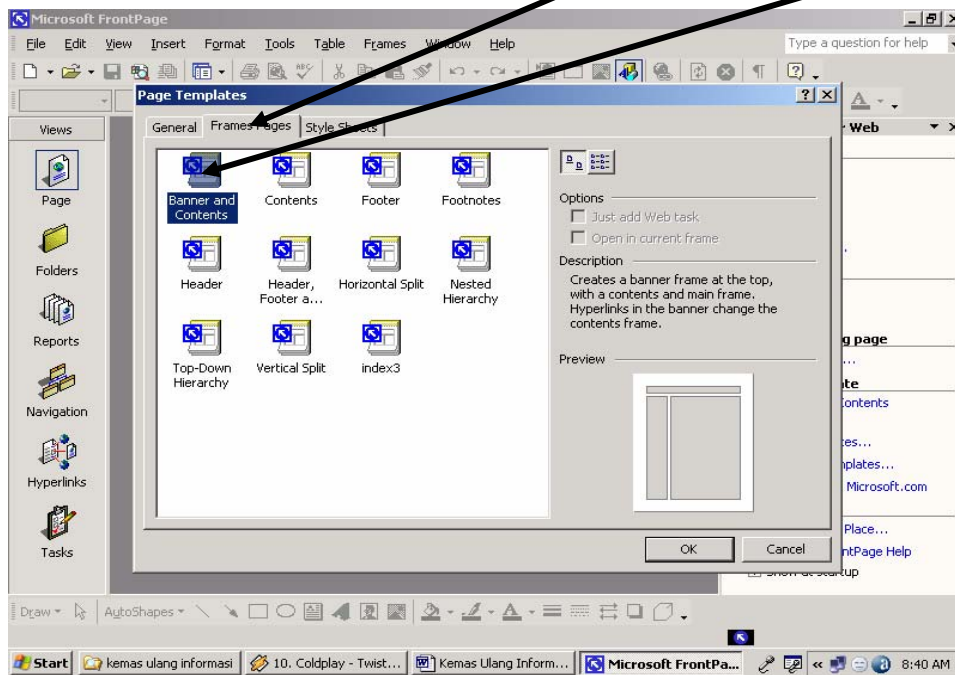 Microsoft FrontPage
File Edit View Insert Format Tools Table Frames Window Help
Type a question for help
Page Templates
Views
General Frames Pages Style Sheets
Web
Page
Folders
Reports
Navigation
Hyperlinks
Tasks
Banner and
Contents
Contents
Footer
Footnotes
Header
Header,
Footer a...
Horizontal Split
Nested
Hierarchy
Top-Down
Hierarchy
Vertical Split
index3
Options
Just add Web task
Open in current frame
Description
Creates a banner frame at the top,
with a contents and main frame.
Hyperlinks in the banner change the
contents frame.
Preview
OK Cancel
g page
...
te
Contents
es...
plates...
Microsoft.com
Place...
ntPage Help
Draw AutoShapes
Start kemas ulang informasi 10. Coldplay - Twist... Kemas Ulang Inform... Microsoft FrontPa... 8:40 AM